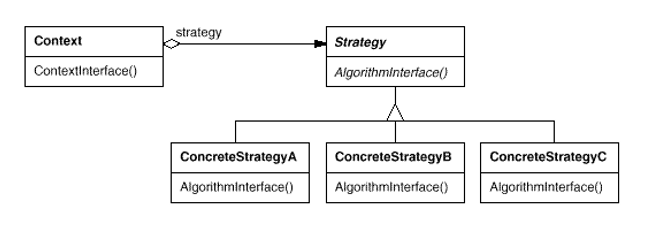 strategy
Context
Strategy
ContextInterface()
AlgorithmInterface()
ConcreteStrategyA
ConcreteStrategyB
ConcreteStrategyC
AlgorithmInterface()
AlgorithmInterface()
AlgorithmInterface()